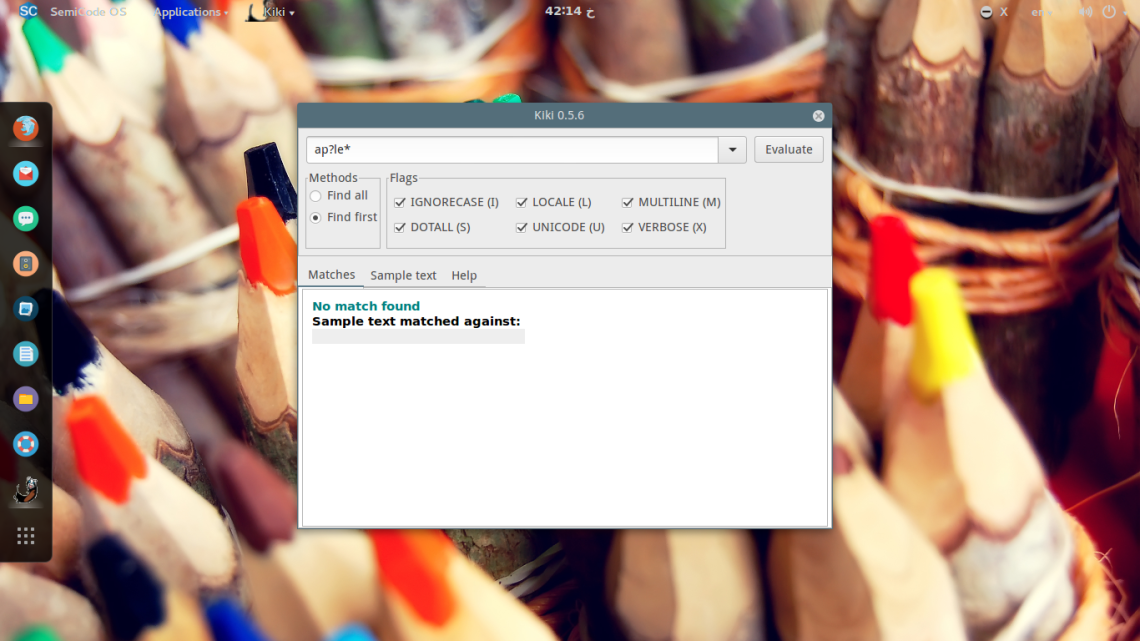 SC SemiCode OS Applications Kiki 42:14 خ X en
Kiki 0.5.6
ap?le* Evaluate
Methods Flags
Find all IGNORECASE (I) LOCALE (L) MULTILINE (M)
Find first DOTALL (S) UNICODE (U) VERBOSE (X)
Matches Sample text Help
No match found
Sample text matched against: